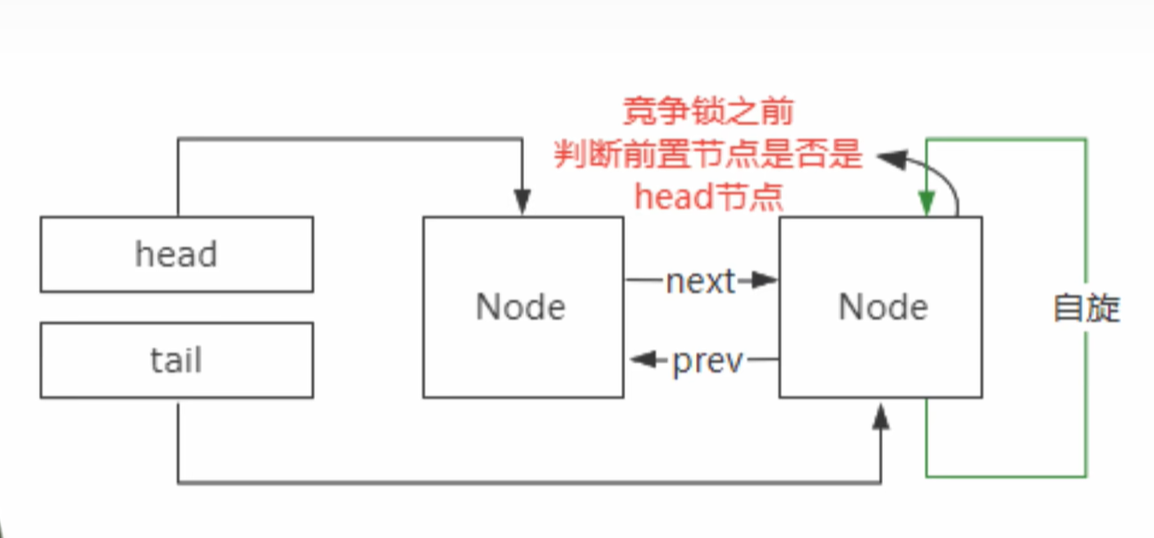 竞争锁之前
判断前置节点是否是
head节点
head
tail
Node
next
prev
Node
自旋